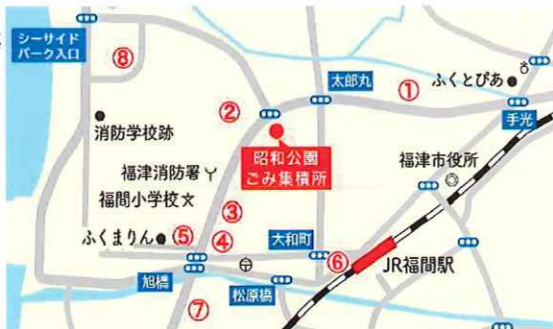 シーサイド
パーク入口
⑧
①
ふくとぴあ
太郎丸
②
手光
消防学校跡
昭和公園
ごみ集積所
福津市役所
福津消防署
福間小学校
③
ふくまりん
⑤
④
大和町
⑥
JR福間駅
旭橋
松原橋
⑦